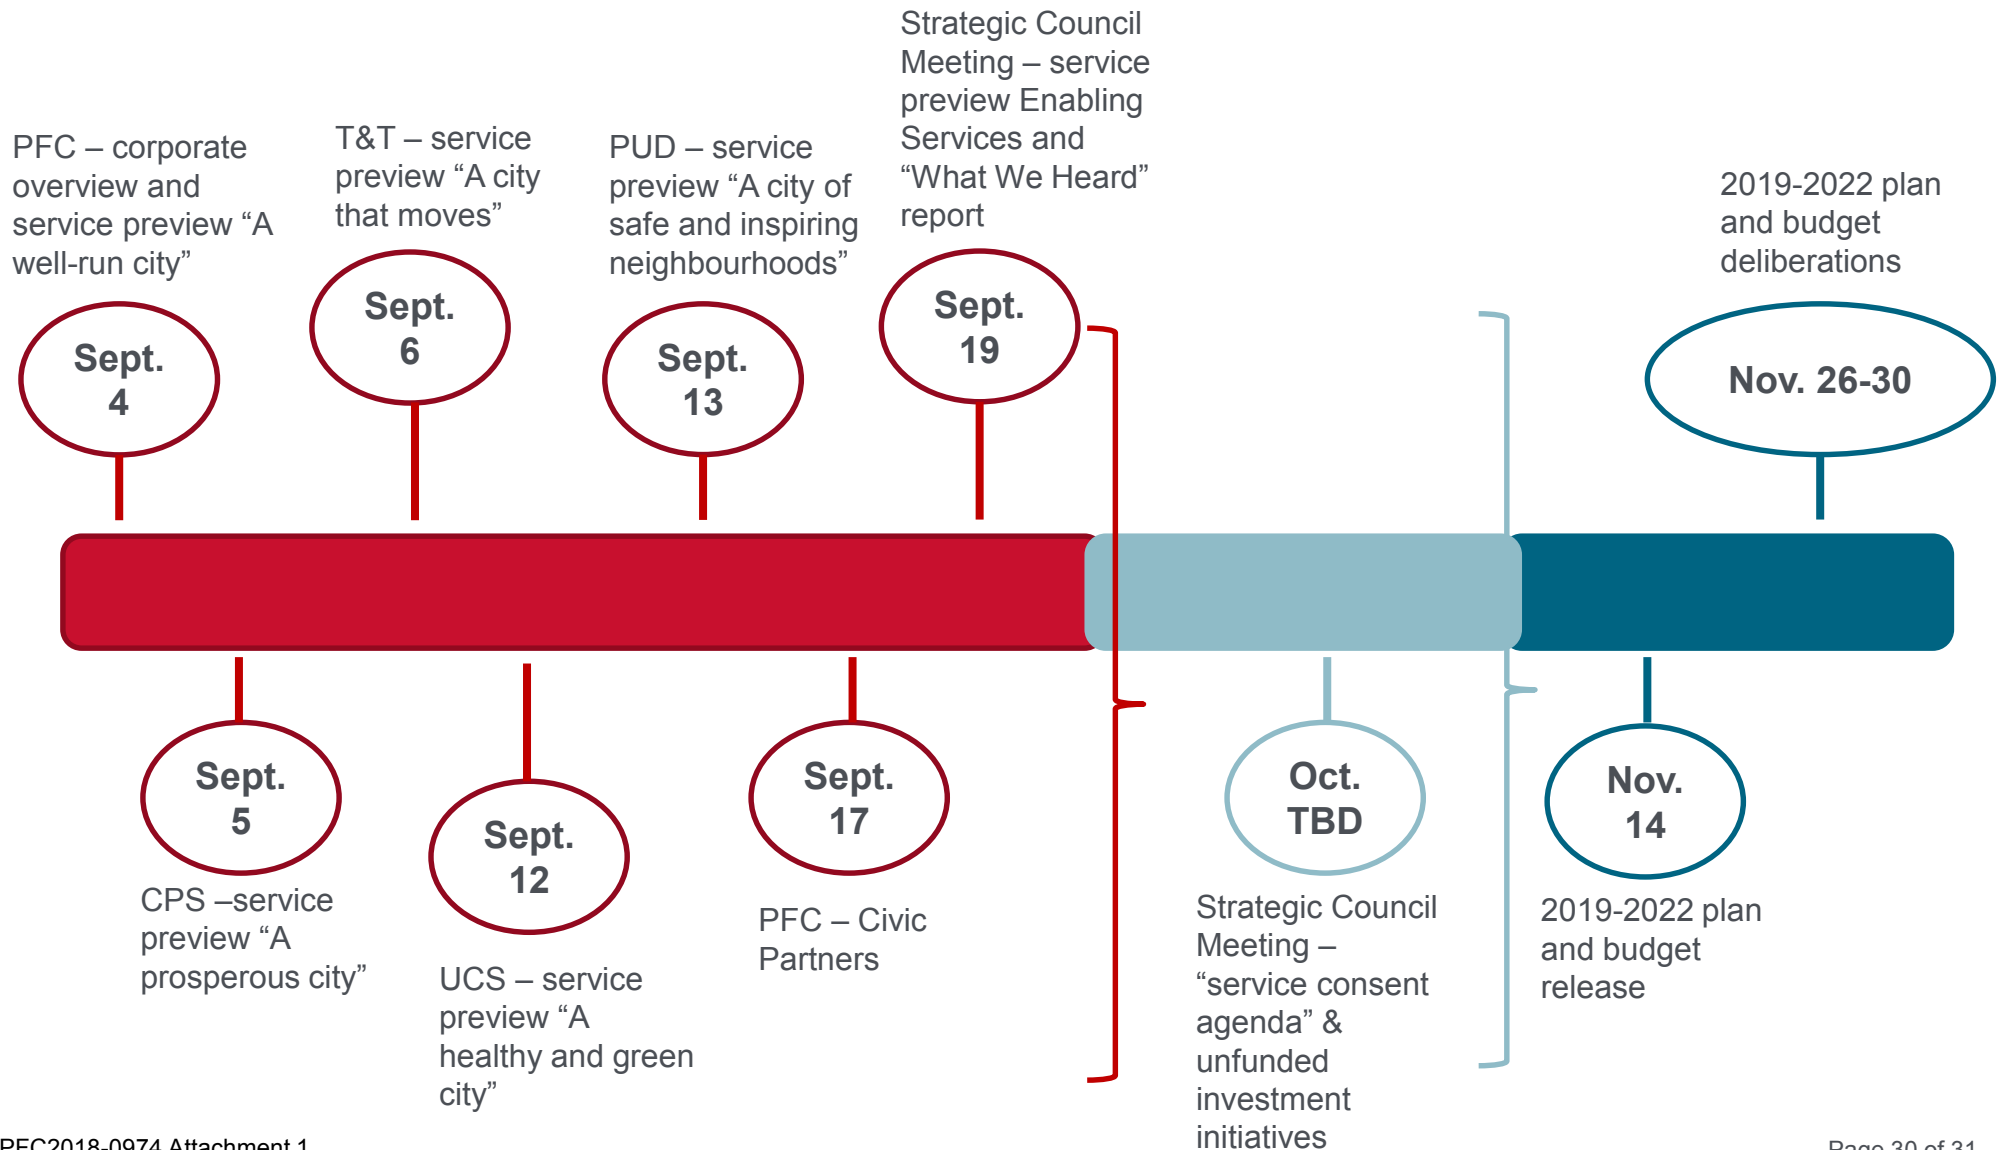 PFC – corporate
overview and
service preview “A
well-run city”
Sept.
4
T&T – service
preview “A city
that moves”
Sept.
6
PUD – service
preview “A city of
safe and inspiring
neighbourhoods”
Sept.
13
Strategic Council
Meeting – service
preview Enabling
Services and
“What We Heard”
report
Sept.
19
2019-2022 plan
and budget
deliberations
Nov. 26-30
Sept.
5
CPS –service
preview “A
prosperous city”
Sept.
12
UCS – service
preview “A
healthy and green
city”
Sept.
17
PFC – Civic
Partners
Oct.
TBD
Strategic Council
Meeting –
“service consent
agenda” &
unfunded
investment
initiatives
Nov.
14
2019-2022 plan
and budget
release
PFC2018-0974 Attachment 1
Page 30 of 31